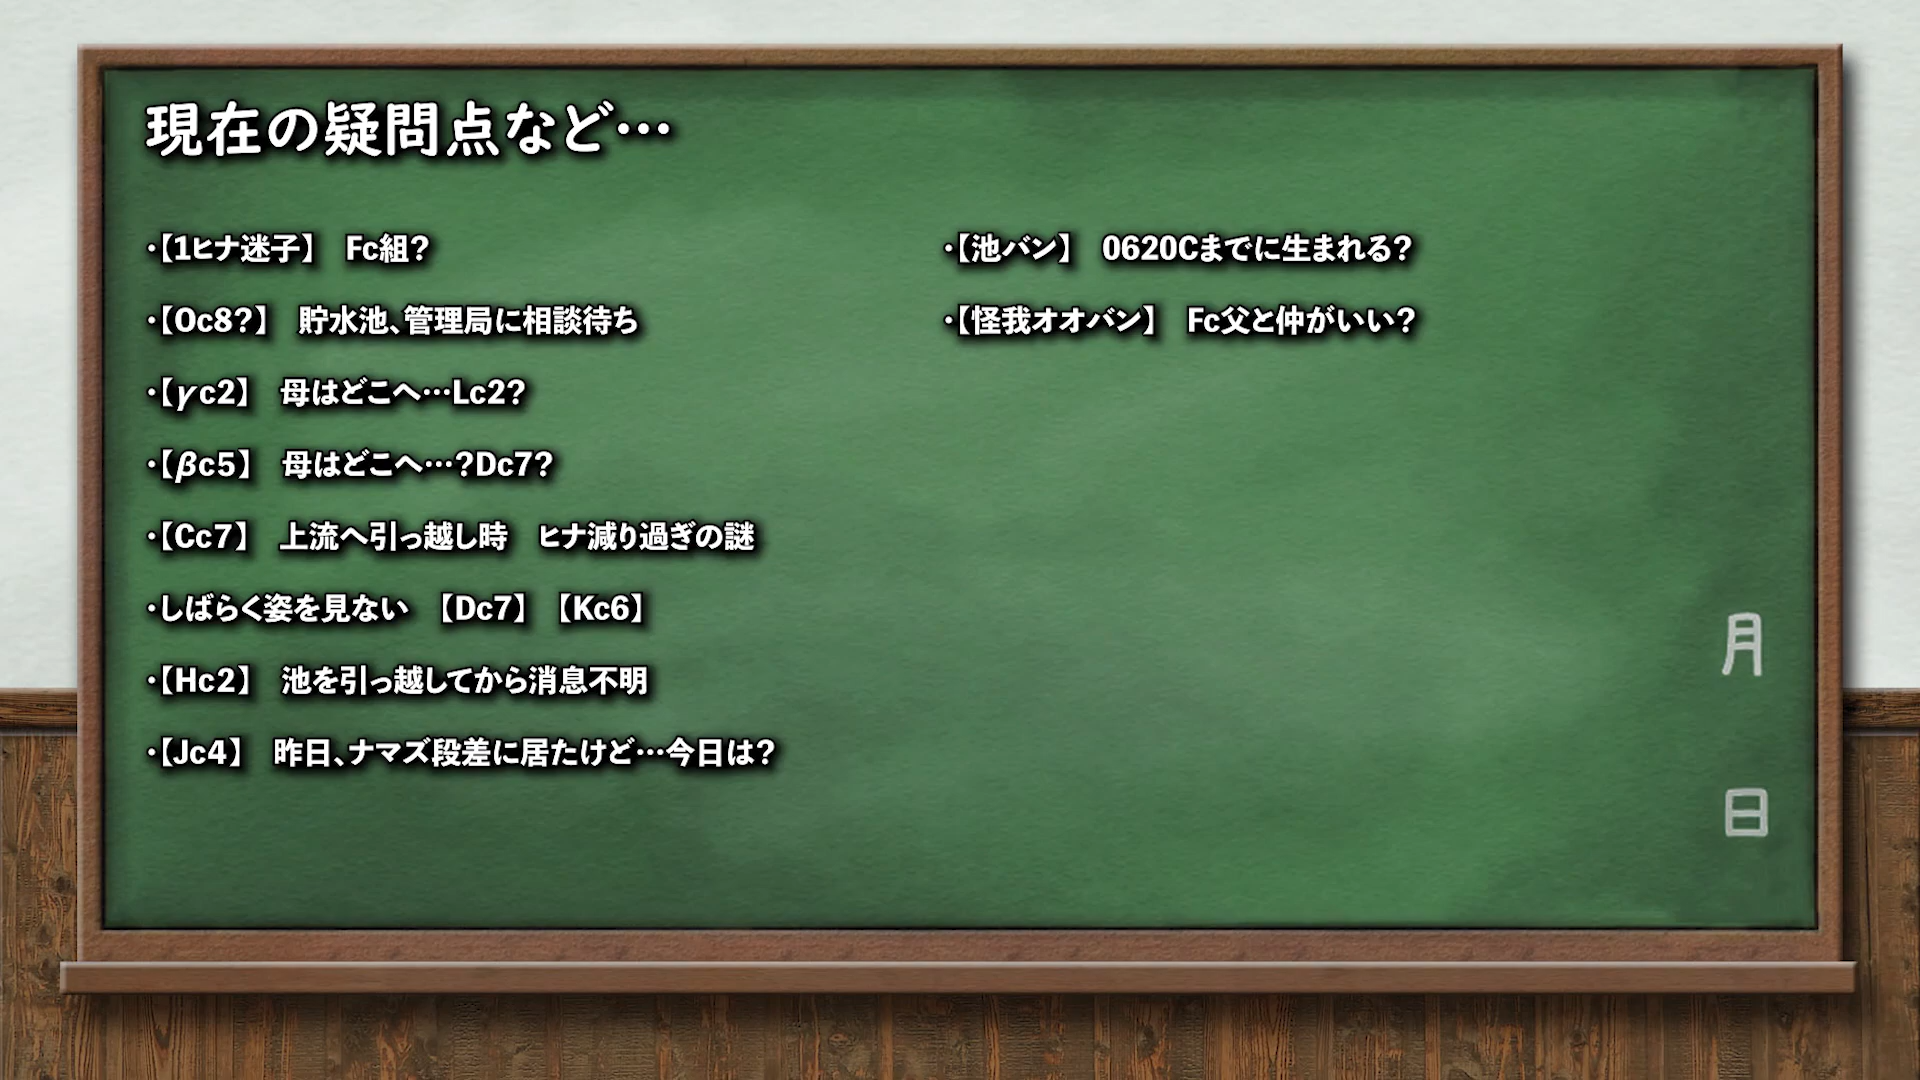 現在の疑問点など…
・【1ヒナ迷子】　Fc組?
・【Oc8?】　貯水池、管理局に相談待ち
・【γc2】　母はどこへ…Lc2?
・【βc5】　母はどこへ…?Dc7?
・【Cc7】　上流へ引っ越し時　ヒナ減り過ぎの謎
・しばらく姿を見ない　【Dc7】　【Kc6】
・【Hc2】　池を引っ越してから消息不明
・【Jc4】　昨日、ナマズ段差に居たけど…今日は?
・【池バン】　0620Cまでに生まれる?
・【怪我オオバン】　Fc父と仲がいい?
月
日